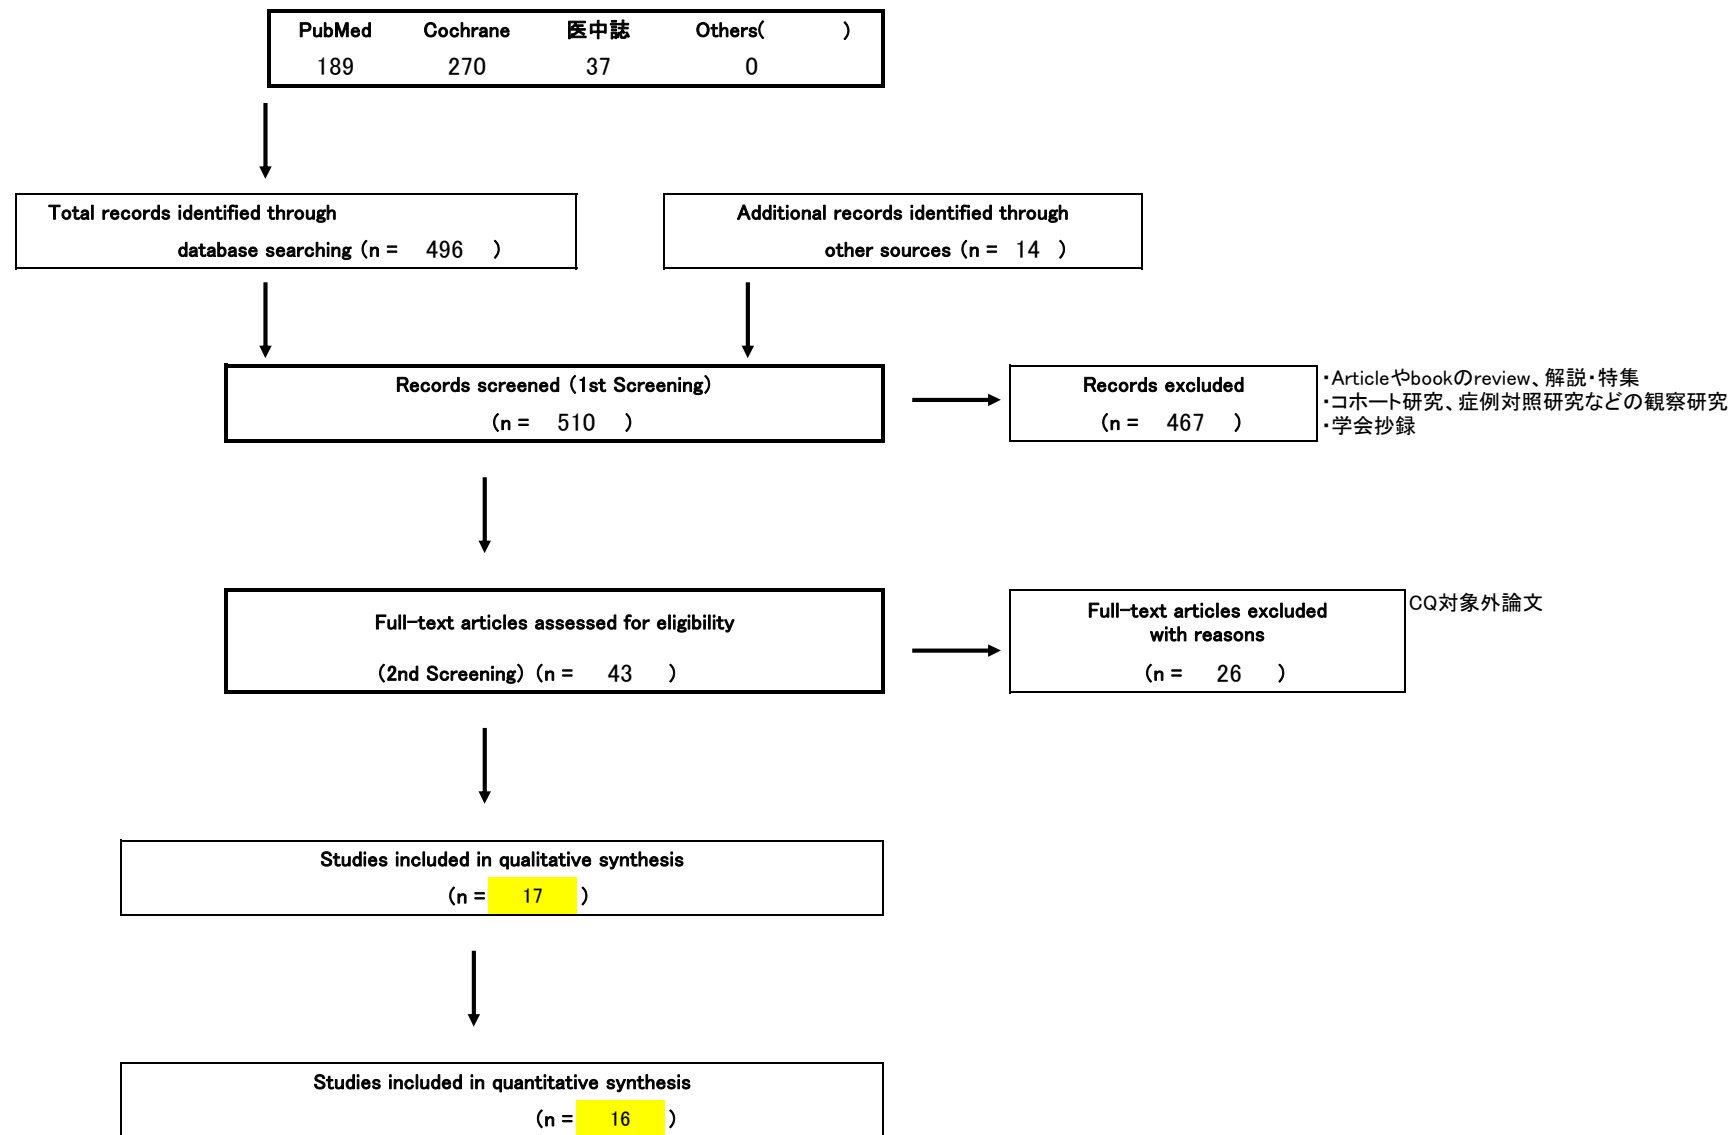 PubMed Cochrane 医中誌 Others( )
189 270 37 0
Total records identified through
database searching (n = 496 )
Additional records identified through
other sources (n = 14 )
Records screened (1st Screening)
(n = 510 )
Records excluded
(n = 467 )
・Articleやbookのreview、解説・特集
・コホート研究、症例対照研究などの観察研究
・学会抄録
Full-text articles assessed for eligibility
(2nd Screening) (n = 43 )
Full-text articles excluded
with reasons
(n = 26 )
CQ対象外論文
Studies included in qualitative synthesis
(n = 17 )
Studies included in quantitative synthesis
(n = 16 )